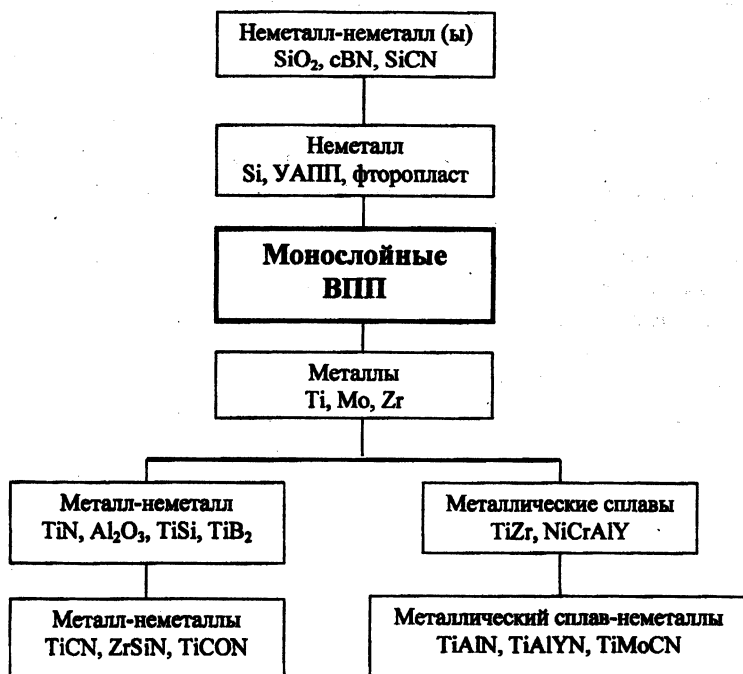 Неметалл-неметалл (ы)
SiO₂, cBN, SiCN
Неметалл
Si, УАПП, фторопласт
Монослойные
ВПП
Металлы
Ti, Mo, Zr
Металл-неметалл
TiN, Al₂O₃, TiSi, TiB₂
Металлические сплавы
TiZr, NiCrAlY
Металл-неметаллы
TiCN, ZrSiN, TiCON
Металлический сплав-неметаллы
TiAlN, TiAlYN, TiMoCN